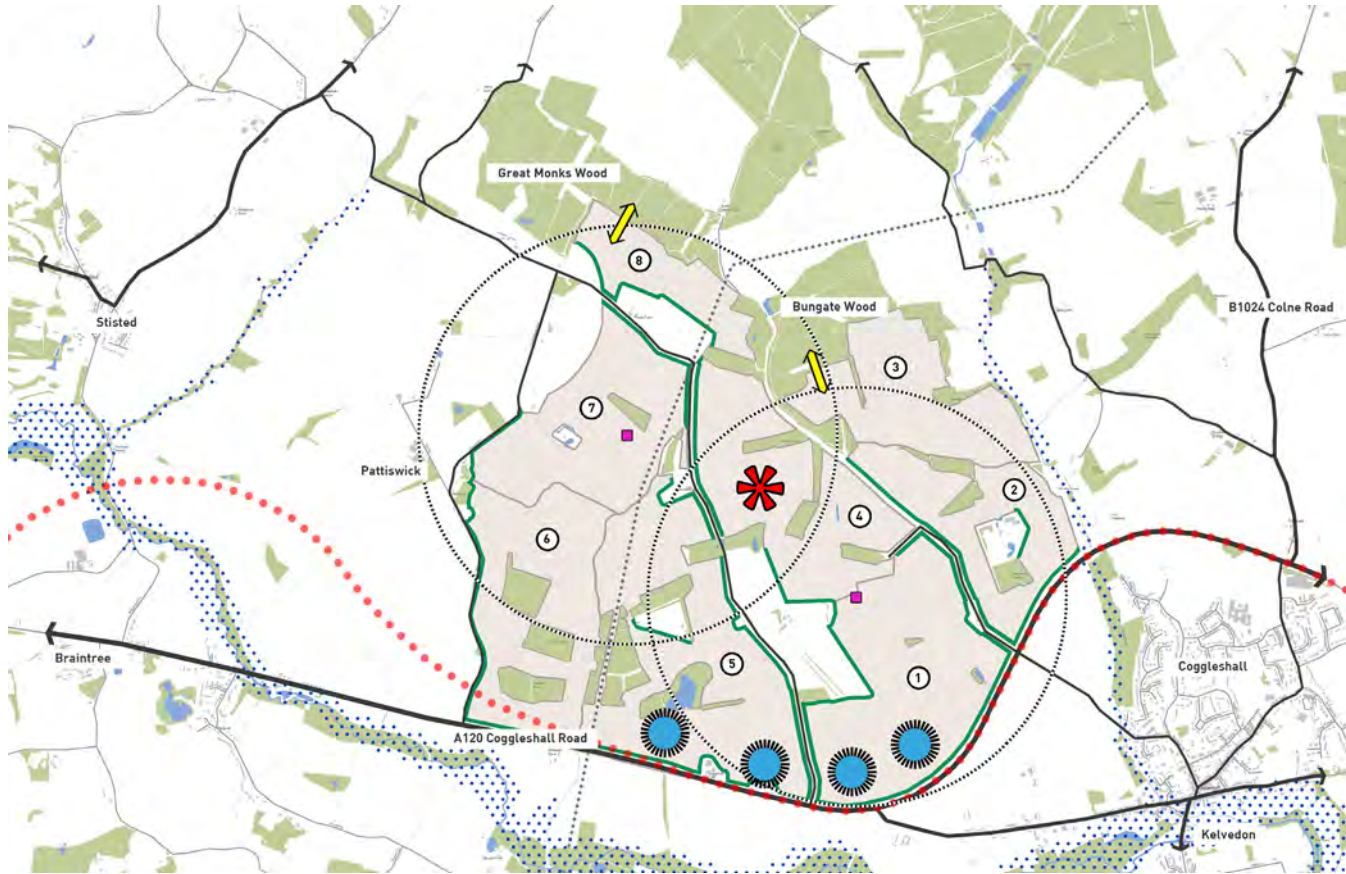 Great Monks Wood
8
Bungate Wood
B1024 Colne Road
Stisted
3
7
Pattiswick
2
4
6
Braintree
5
Coggleshall
1
A120 Coggleshall Road
Kelvedon